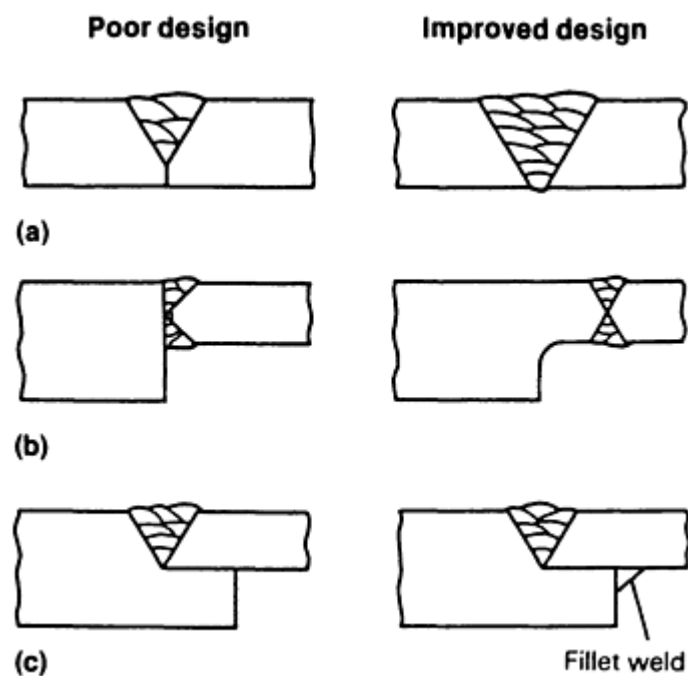 Poor design
Improved design
(a)
(b)
(c)
Fillet weld